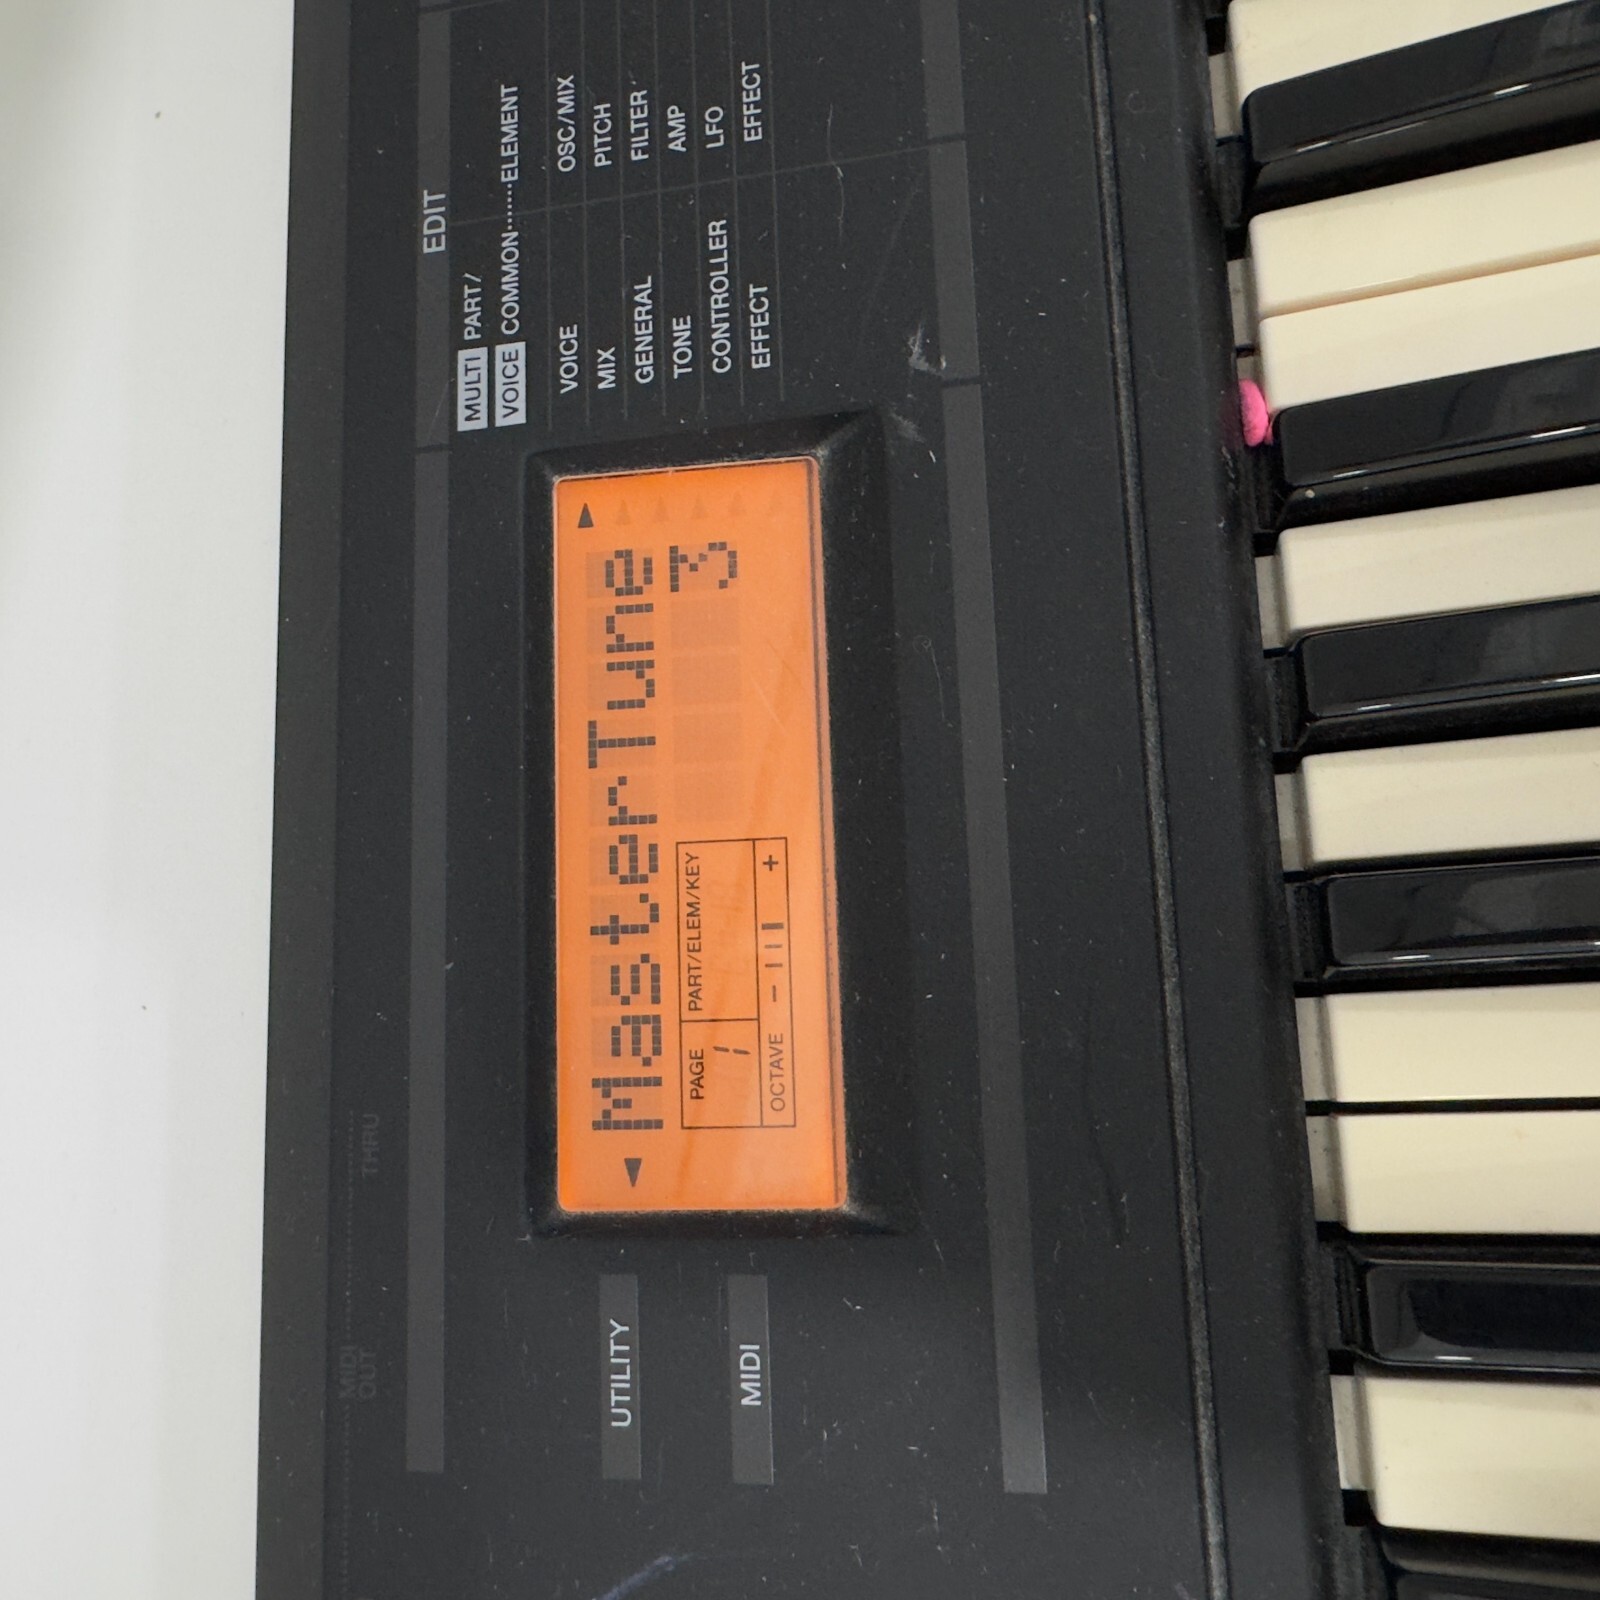 MIDI
OUT THRU
EDIT
MULTI PART/
VOICE COMMON······ELEMENT
VOICE OSC/MIX
MIX PITCH
GENERAL FILTER
TONE AMP
CONTROLLER LFO
EFFECT EFFECT
UTILITY
MIDI
MasterTune
3
PAGE PART/ELEM/KEY
1
OCTAVE − +